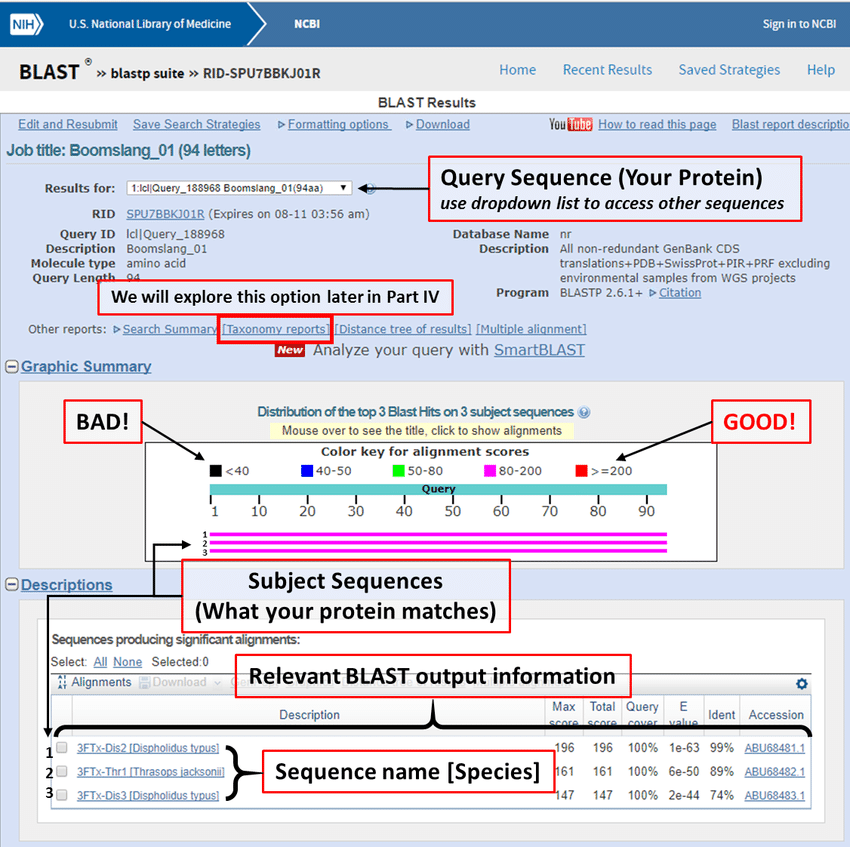 NIH U.S. National Library of Medicine NCBI Sign in to NCBI
BLAST ® » blastp suite » RID-SPU7BBKJ01R Home Recent Results Saved Strategies Help
BLAST Results
Edit and Resubmit Save Search Strategies Formatting options Download YouTube How to read this page Blast report descriptio
Job title: Boomslang_01 (94 letters)
Results for: 1:lcl|Query_188968 Boomslang_01(94aa)
Query Sequence (Your Protein)
use dropdown list to access other sequences
RID SPU7BBKJ01R (Expires on 08-11 03:56 am)
Query ID lcl|Query_188968
Description Boomslang_01
Molecule type amino acid
Query Length 94
Database Name nr
Description All non-redundant GenBank CDS
translations+PDB+SwissProt+PIR+PRF excluding
environmental samples from WGS projects
Program BLASTP 2.6.1+ Citation
We will explore this option later in Part IV
Other reports: Search Summary [Taxonomy reports] [Distance tree of results] [Multiple alignment]
New Analyze your query with SmartBLAST
Graphic Summary
BAD!
GOOD!
Distribution of the top 3 Blast Hits on 3 subject sequences
Mouse over to see the title, click to show alignments
Color key for alignment scores
<40 40-50 50-80 80-200 >=200
Query
1 10 20 30 40 50 60 70 80 90
1
2
3
Descriptions
Subject Sequences
(What your protein matches)
Sequences producing significant alignments:
Select: All None Selected:0
Relevant BLAST output information
Alignments Download
Description Max score Total score Query cover E value Ident Accession
1 3FTx-Dis2 [Dispholidus typus] 196 196 100% 1e-63 99% ABU68481.1
2 3FTx-Thr1 [Thrasops jacksonii] 161 161 100% 6e-50 89% ABU68482.1
3 3FTx-Dis3 [Dispholidus typus] 147 147 100% 2e-44 74% ABU68483.1
Sequence name [Species]